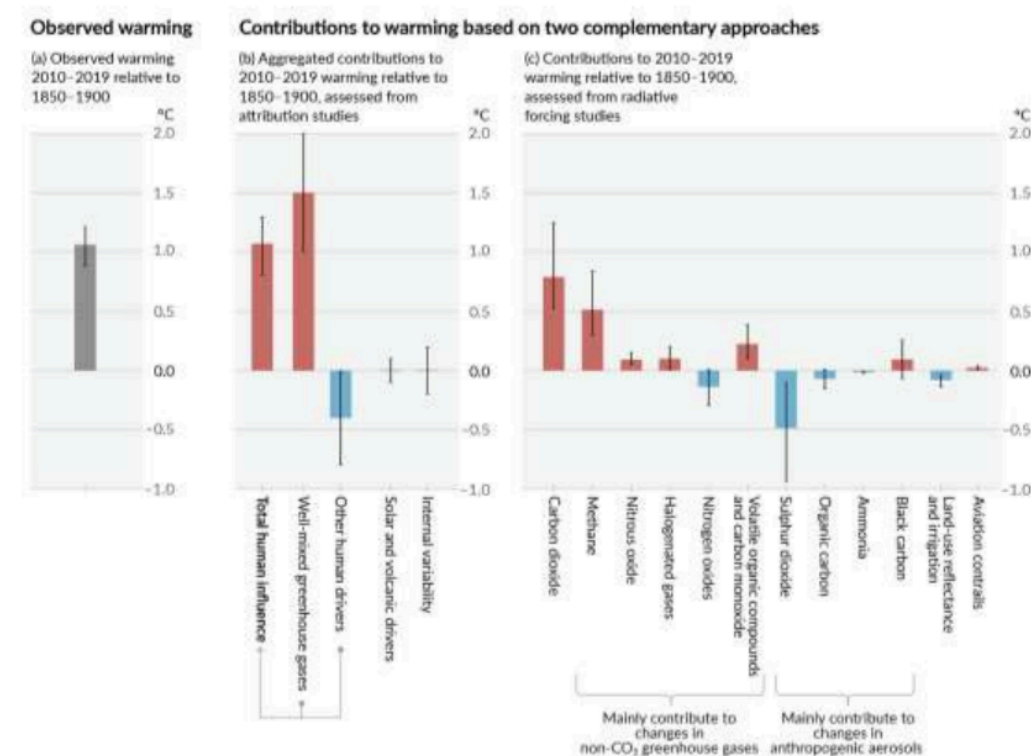 Observed warming
Contributions to warming based on two complementary approaches
(a) Observed warming
2010–2019 relative to
1850–1900
(b) Aggregated contributions to
2010–2019 warming relative to
1850–1900, assessed from
attribution studies
(c) Contributions to 2010–2019
warming relative to 1850–1900,
assessed from radiative
forcing studies
°C
2.0
1.5
1.0
0.5
0.0
-0.5
-1.0
°C
2.0
1.5
1.0
0.5
0.0
-0.5
-1.0
°C
2.0
1.5
1.0
0.5
0.0
-0.5
-1.0
Total human influence
Well-mixed greenhouse gases
Other human drivers
Solar and volcanic drivers
Internal variability
Carbon dioxide
Methane
Nitrous oxide
Halogenated gases
Nitrogen oxides
Volatile organic compounds
and carbon monoxide
Sulphur dioxide
Organic carbon
Ammonia
Black carbon
Land-use reflectance
and irrigation
Aviation contrails
Mainly contribute to
changes in
non-CO₂ greenhouse gases
Mainly contribute to
changes in
anthropogenic aerosols